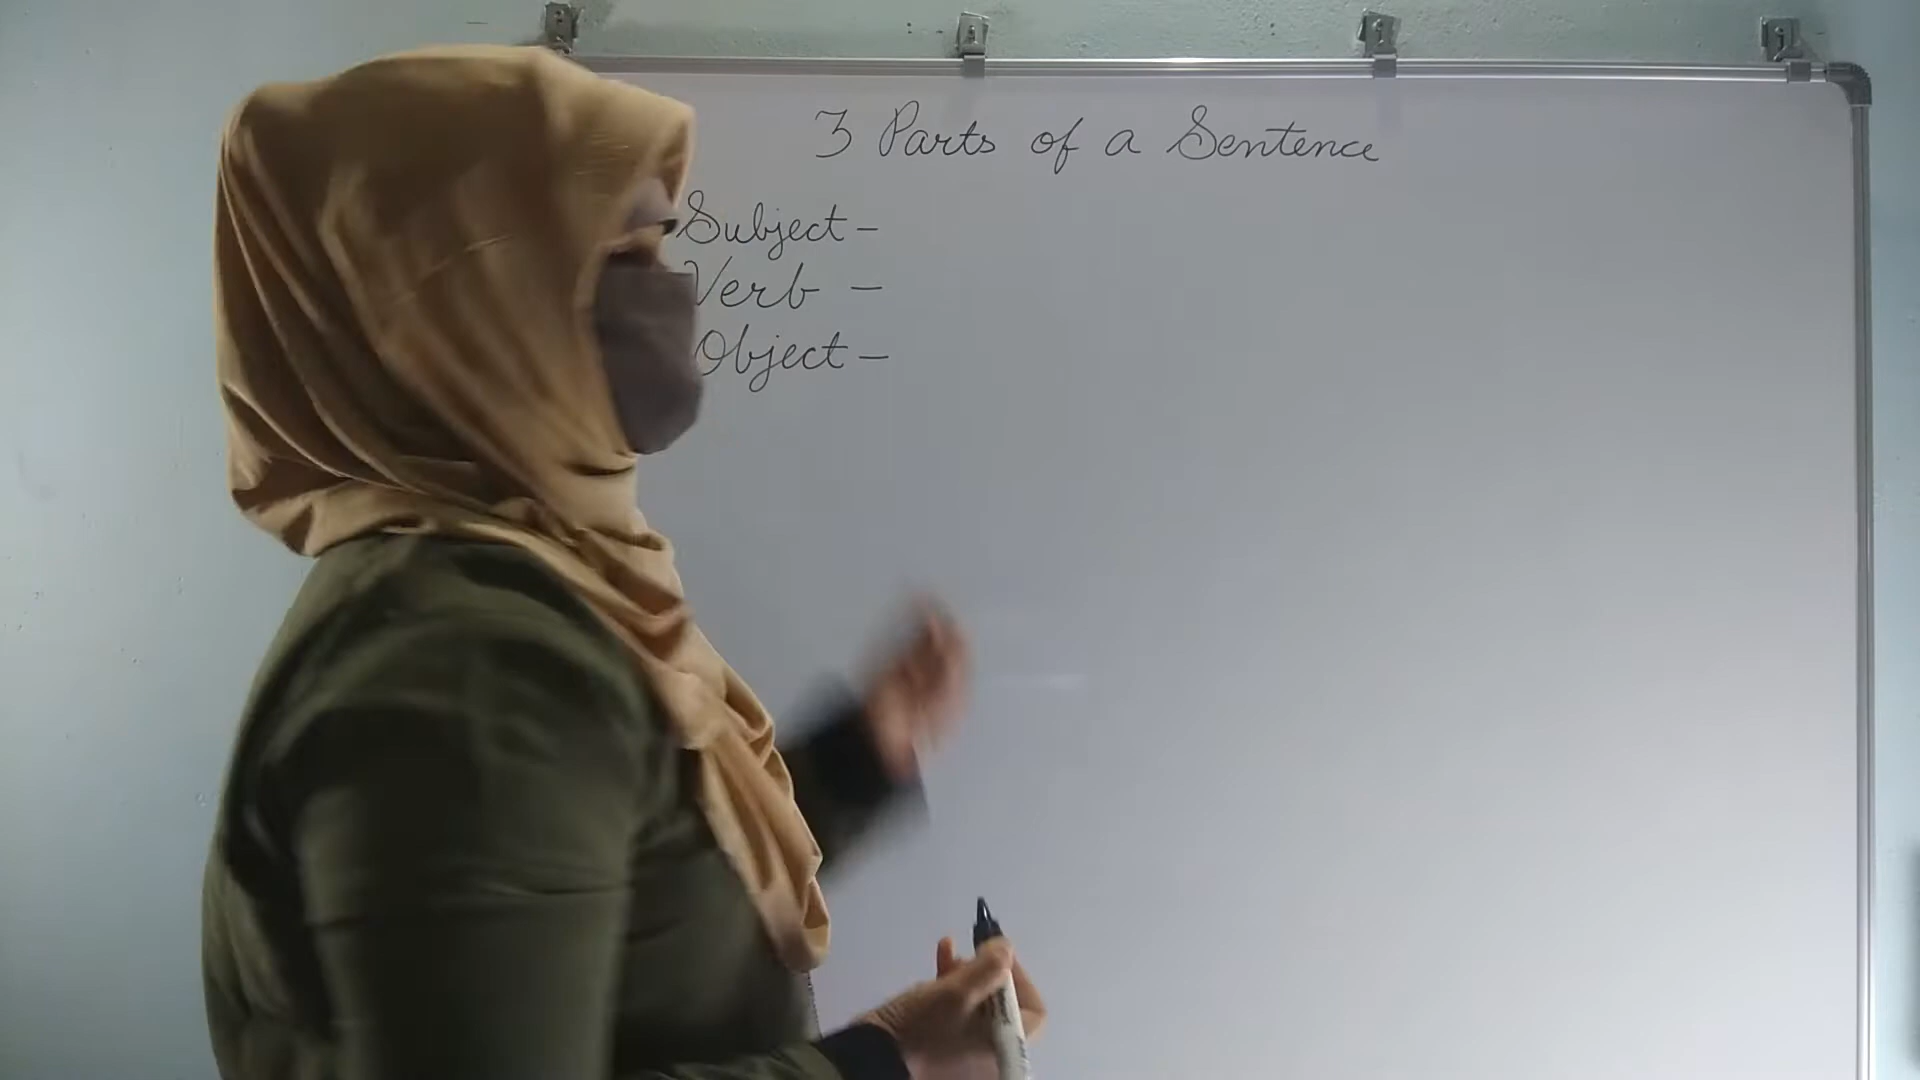 3 Parts of a Sentence
Subject -
Verb -
Object -